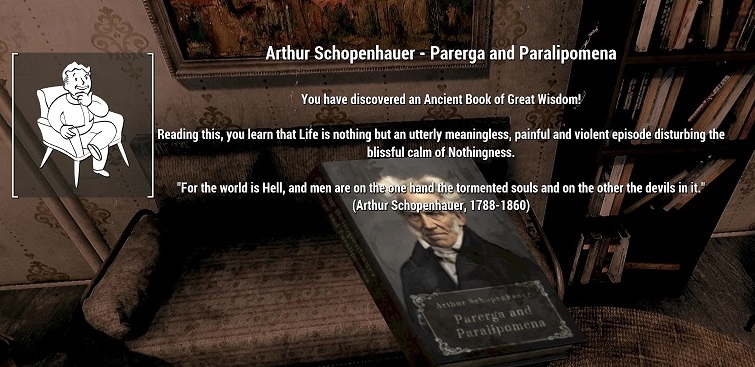 Arthur Schopenhauer - Parerga and Paralipomena
You have discovered an Ancient Book of Great Wisdom!
Reading this, you learn that Life is nothing but an utterly meaningless, painful and violent episode disturbing the
blissful calm of Nothingness.
"For the world is Hell, and men are on the one hand the tormented souls and on the other the devils in it."
(Arthur Schopenhauer, 1788-1860)
Arthur Schopenhauer
Parerga and
Paralipomena